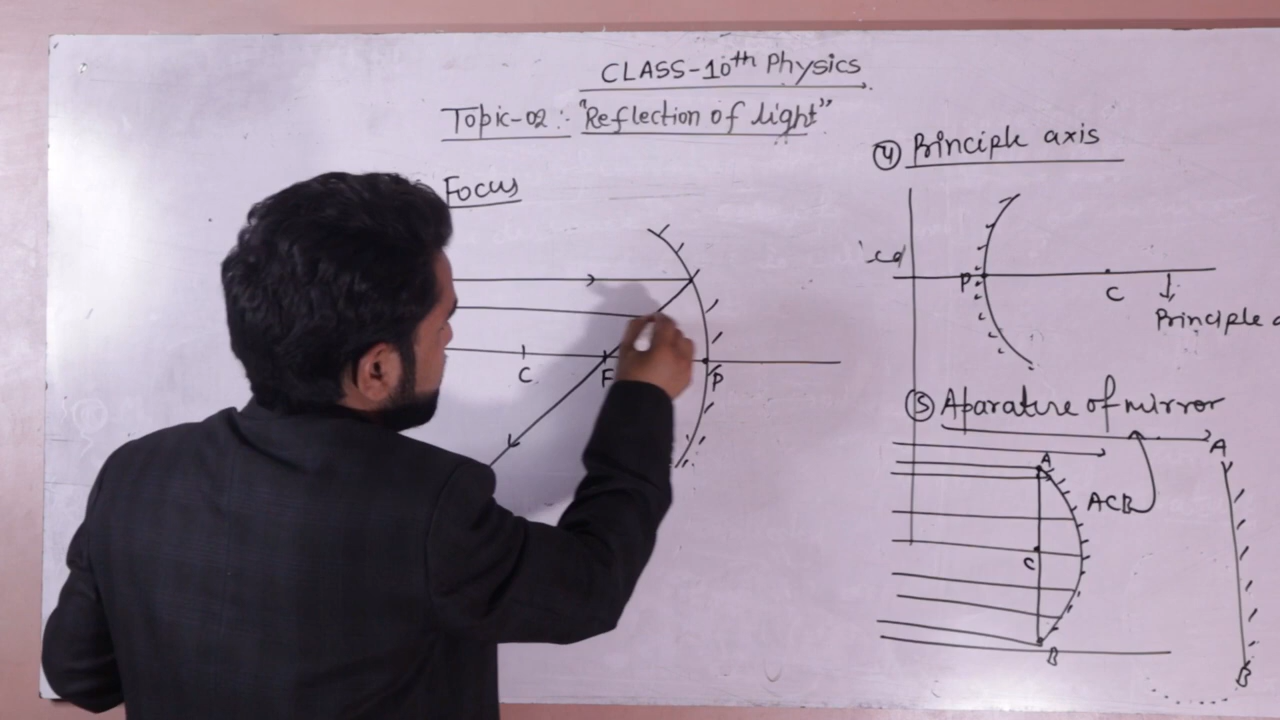 CLASS-10th Physics
Topic-02:- "Reflection of light"
Focus
C F P
④ Principle axis
P C
Principle
⑤ Aparature of mirror
A
A
ACB
C
B
B